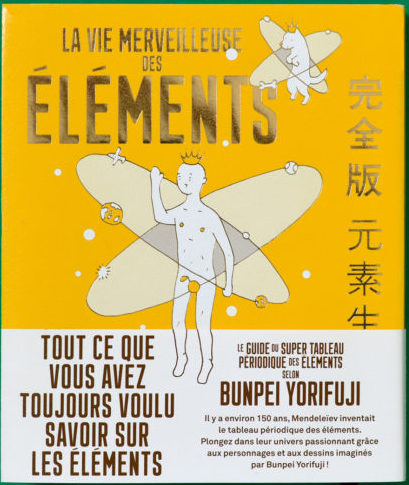 LA VIE MERVEILLEUSE
DES
ÉLÉMENTS
完全版 元素生
TOUT CE QUE
VOUS AVEZ
TOUJOURS VOULU
SAVOIR SUR
LES ÉLÉMENTS
LE GUIDE DU SUPER TABLEAU
PÉRIODIQUE DES ÉLÉMENTS
SELON
BUNPEI YORIFUJI
Il y a environ 150 ans, Mendeleïev inventait
le tableau périodique des éléments.
Plongez dans leur univers passionnant grâce
aux personnages et aux dessins imaginés
par Bunpei Yorifuji !